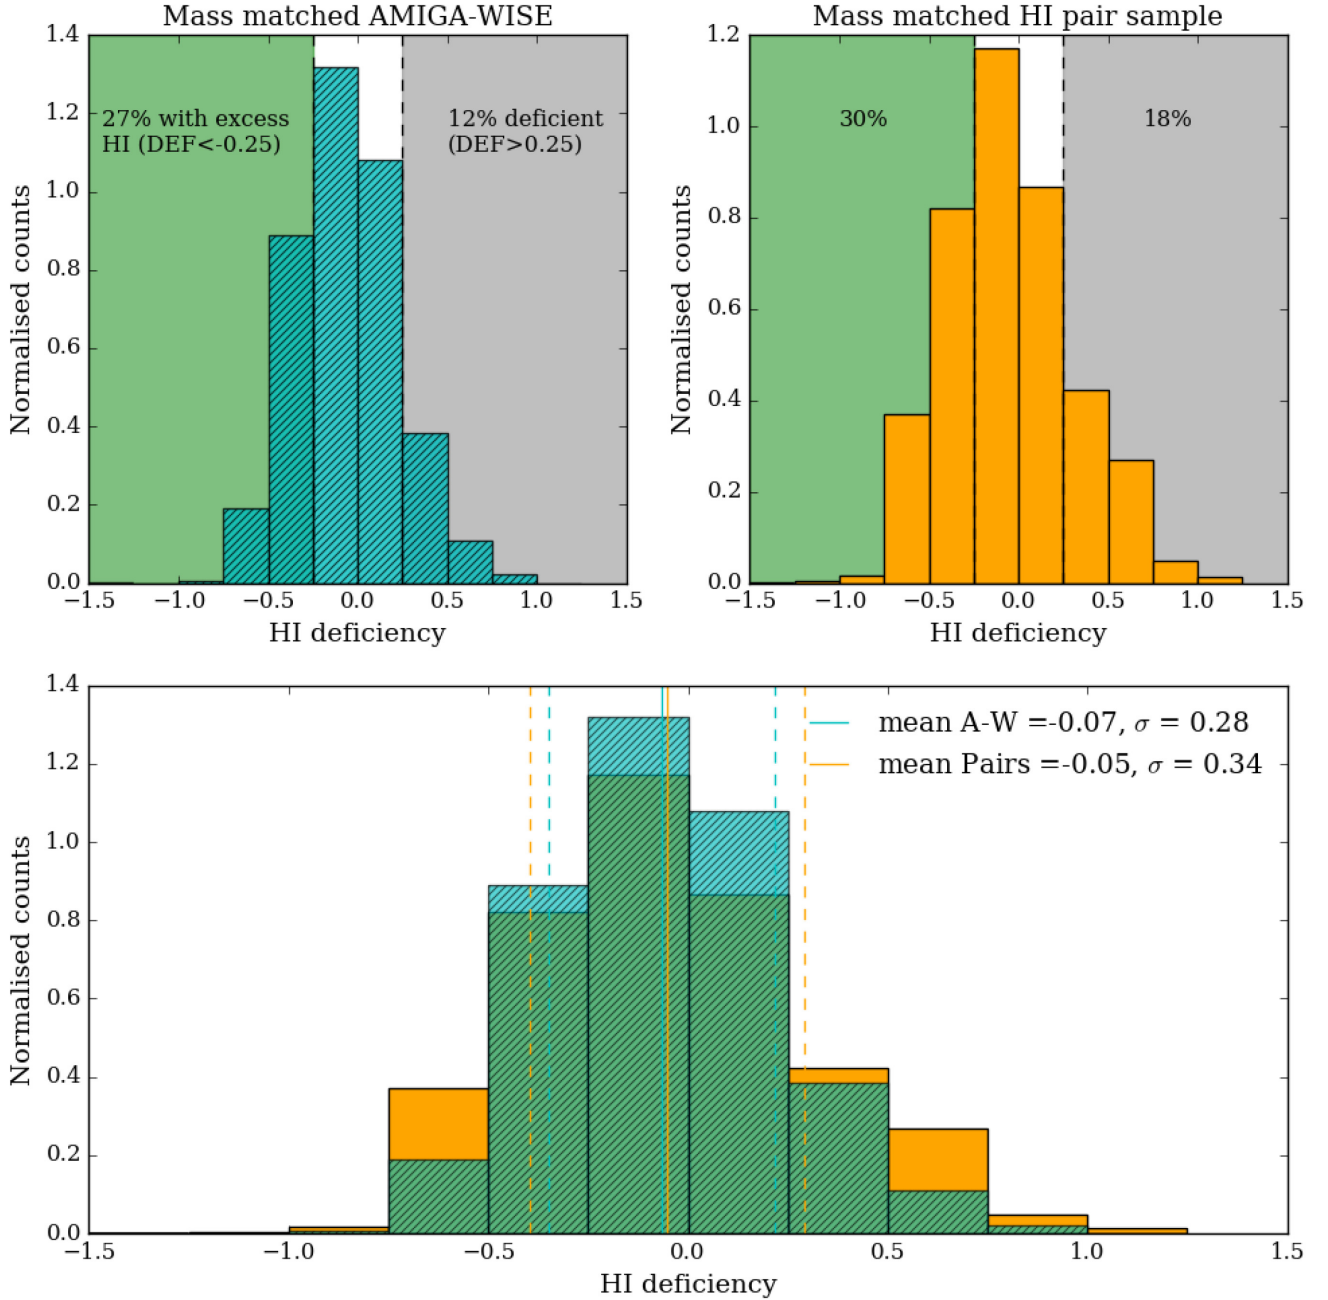 Mass matched AMIGA-WISE
1.4
1.2
1.0
0.8
0.6
0.4
0.2
0.0
Normalised counts
27% with excess
HI (DEF<-0.25)
12% deficient
(DEF>0.25)
−1.5 −1.0 −0.5 0.0 0.5 1.0 1.5
HI deficiency
Mass matched HI pair sample
1.2
1.0
0.8
0.6
0.4
0.2
0.0
Normalised counts
30%
18%
−1.5 −1.0 −0.5 0.0 0.5 1.0 1.5
HI deficiency
1.4
1.2
1.0
0.8
0.6
0.4
0.2
0.0
Normalised counts
mean A-W =-0.07, σ = 0.28
mean Pairs =-0.05, σ = 0.34
−1.5 −1.0 −0.5 0.0 0.5 1.0 1.5
HI deficiency